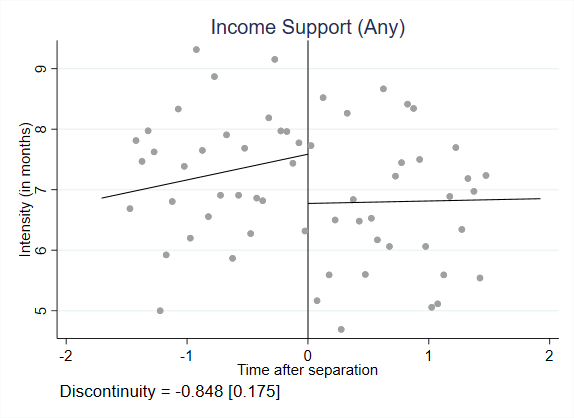 Income Support (Any)
Intensity (in months)
9
8
7
6
5
-2 -1 0 1 2
Time after separation
Discontinuity = -0.848 [0.175]